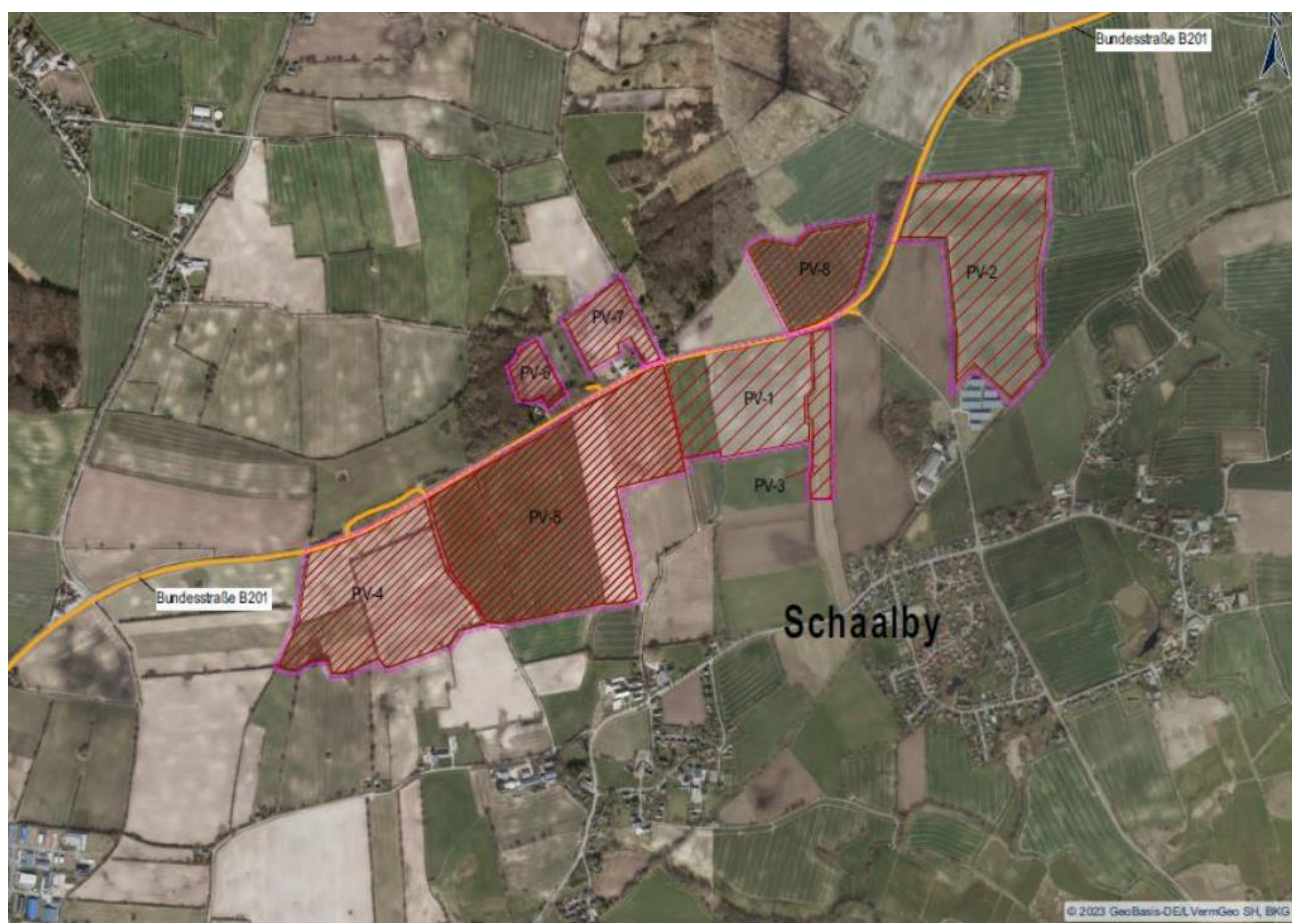 Bundesstraße B201
N
PV-8
PV-2
PV-7
PV-6
PV-1
PV-3
PV-5
PV-4
Bundesstraße B201
Schaalby
© 2023 GeoBasis-DE/LVermGeo SH, BKG